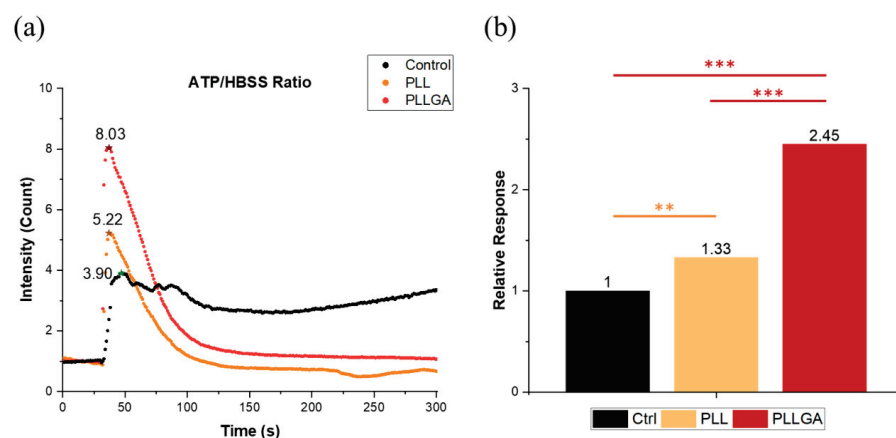 (a)
ATP/HBSS Ratio
Control
PLL
PLLGA
Intensity (Count)
10
8
6
4
2
0
8.03
5.22
3.90
0
50
100
150
200
250
300
Time (s)
(b)
Relative Response
3
2
1
0
***
***
**
1
1.33
2.45
Ctrl
PLL
PLLGA